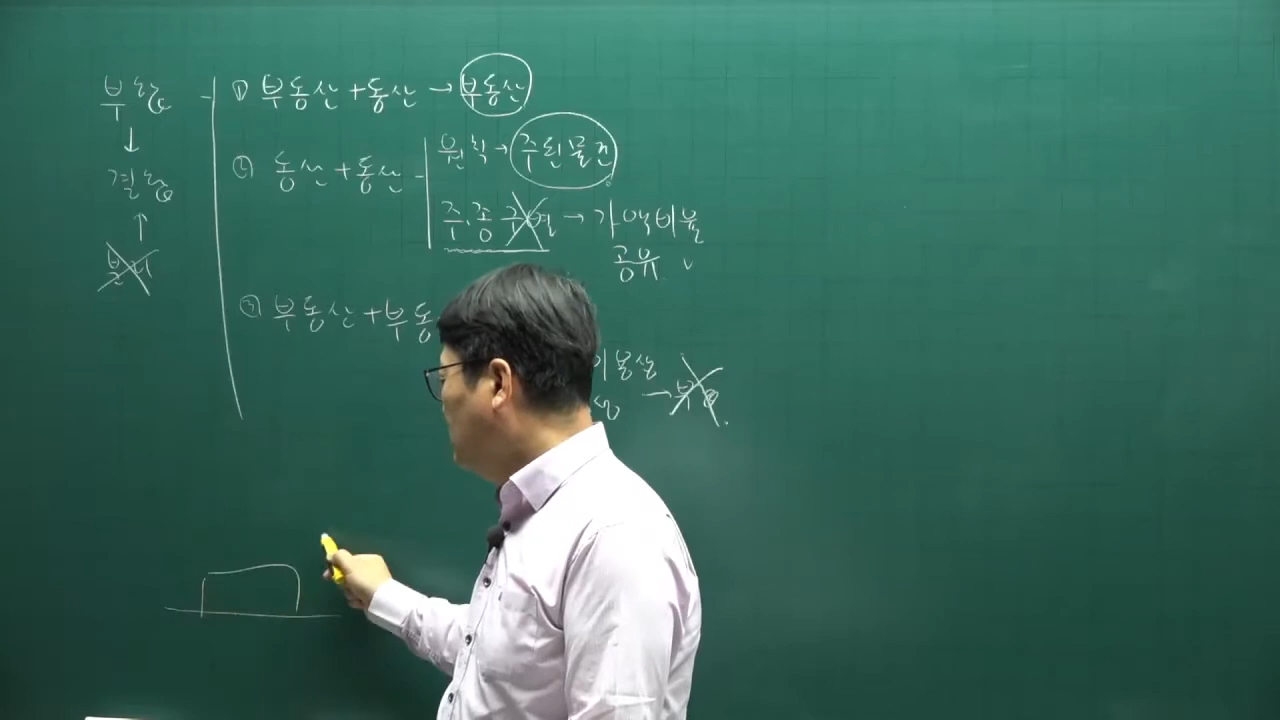 부합
↓
결합
↑
분리
① 부동산 + 동산 → 부동산
② 동산 + 동산
원칙 → 주된 물건
주.종 구별 → 가액비율
공유
③ 부동산 + 부동